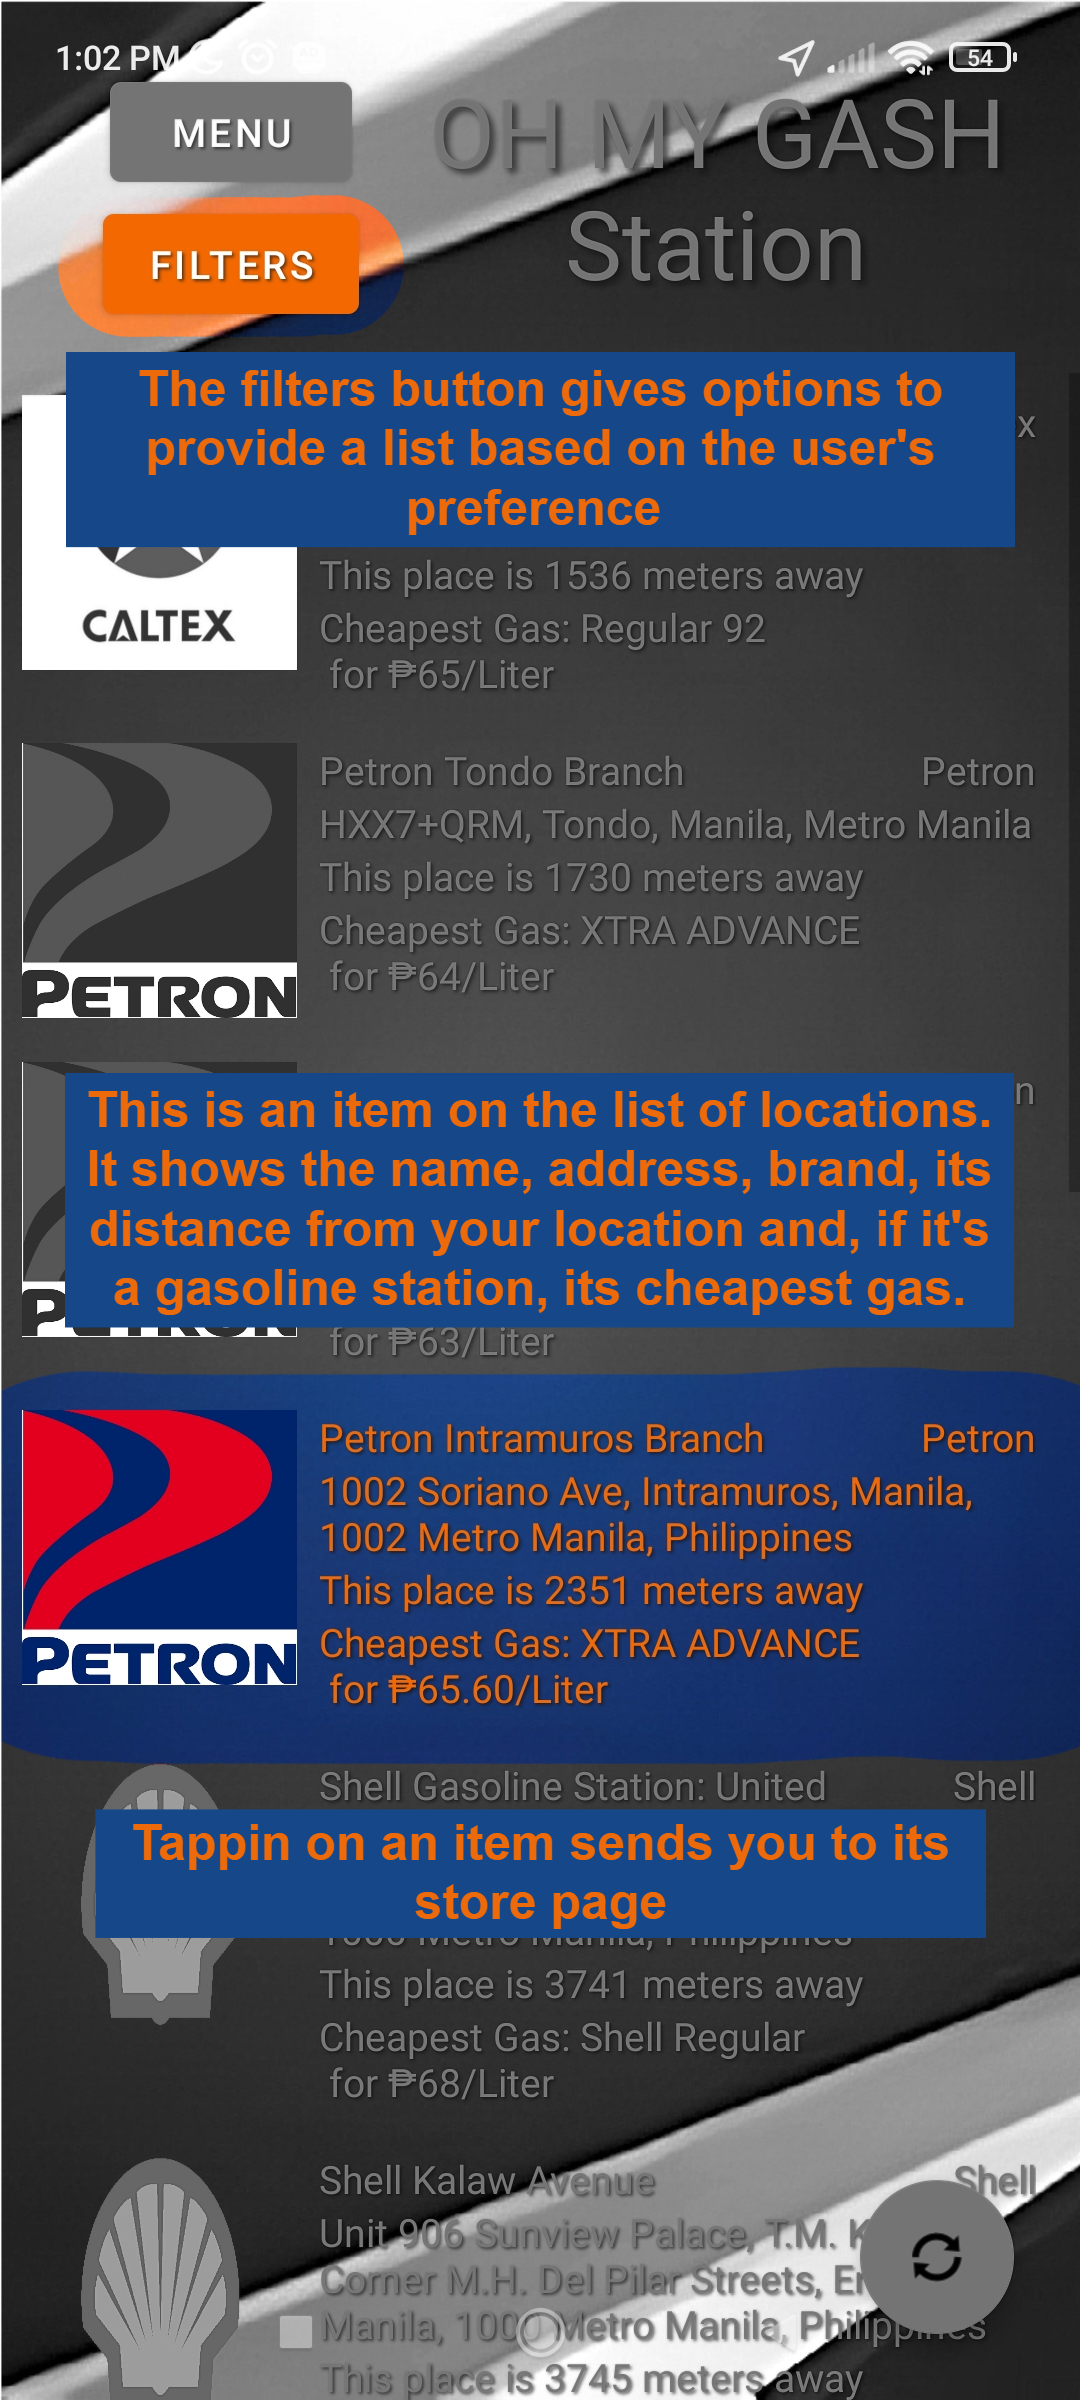 1:02 PM
54
MENU
OH MY GASH
Station
FILTERS
The filters button gives options to
provide a list based on the user's
preference
x
CALTEX
This place is 1536 meters away
Cheapest Gas: Regular 92
for ₱65/Liter
Petron Tondo Branch Petron
HXX7+QRM, Tondo, Manila, Metro Manila
This place is 1730 meters away
Cheapest Gas: XTRA ADVANCE
for ₱64/Liter
PETRON
n
This is an item on the list of locations.
It shows the name, address, brand, its
distance from your location and, if it's
a gasoline station, its cheapest gas.
PETRON
for ₱63/Liter
Petron Intramuros Branch Petron
1002 Soriano Ave, Intramuros, Manila,
1002 Metro Manila, Philippines
This place is 2351 meters away
Cheapest Gas: XTRA ADVANCE
for ₱65.60/Liter
PETRON
Shell Gasoline Station: United Shell
Tappin on an item sends you to its
store page
1000 Metro Manila, Philippines
This place is 3741 meters away
Cheapest Gas: Shell Regular
for ₱68/Liter
Shell Kalaw Avenue Shell
Unit 906 Sunview Palace, T.M. K
Corner M.H. Del Pilar Streets, Er
Manila, 1000 Metro Manila, Philippines
This place is 3745 meters away